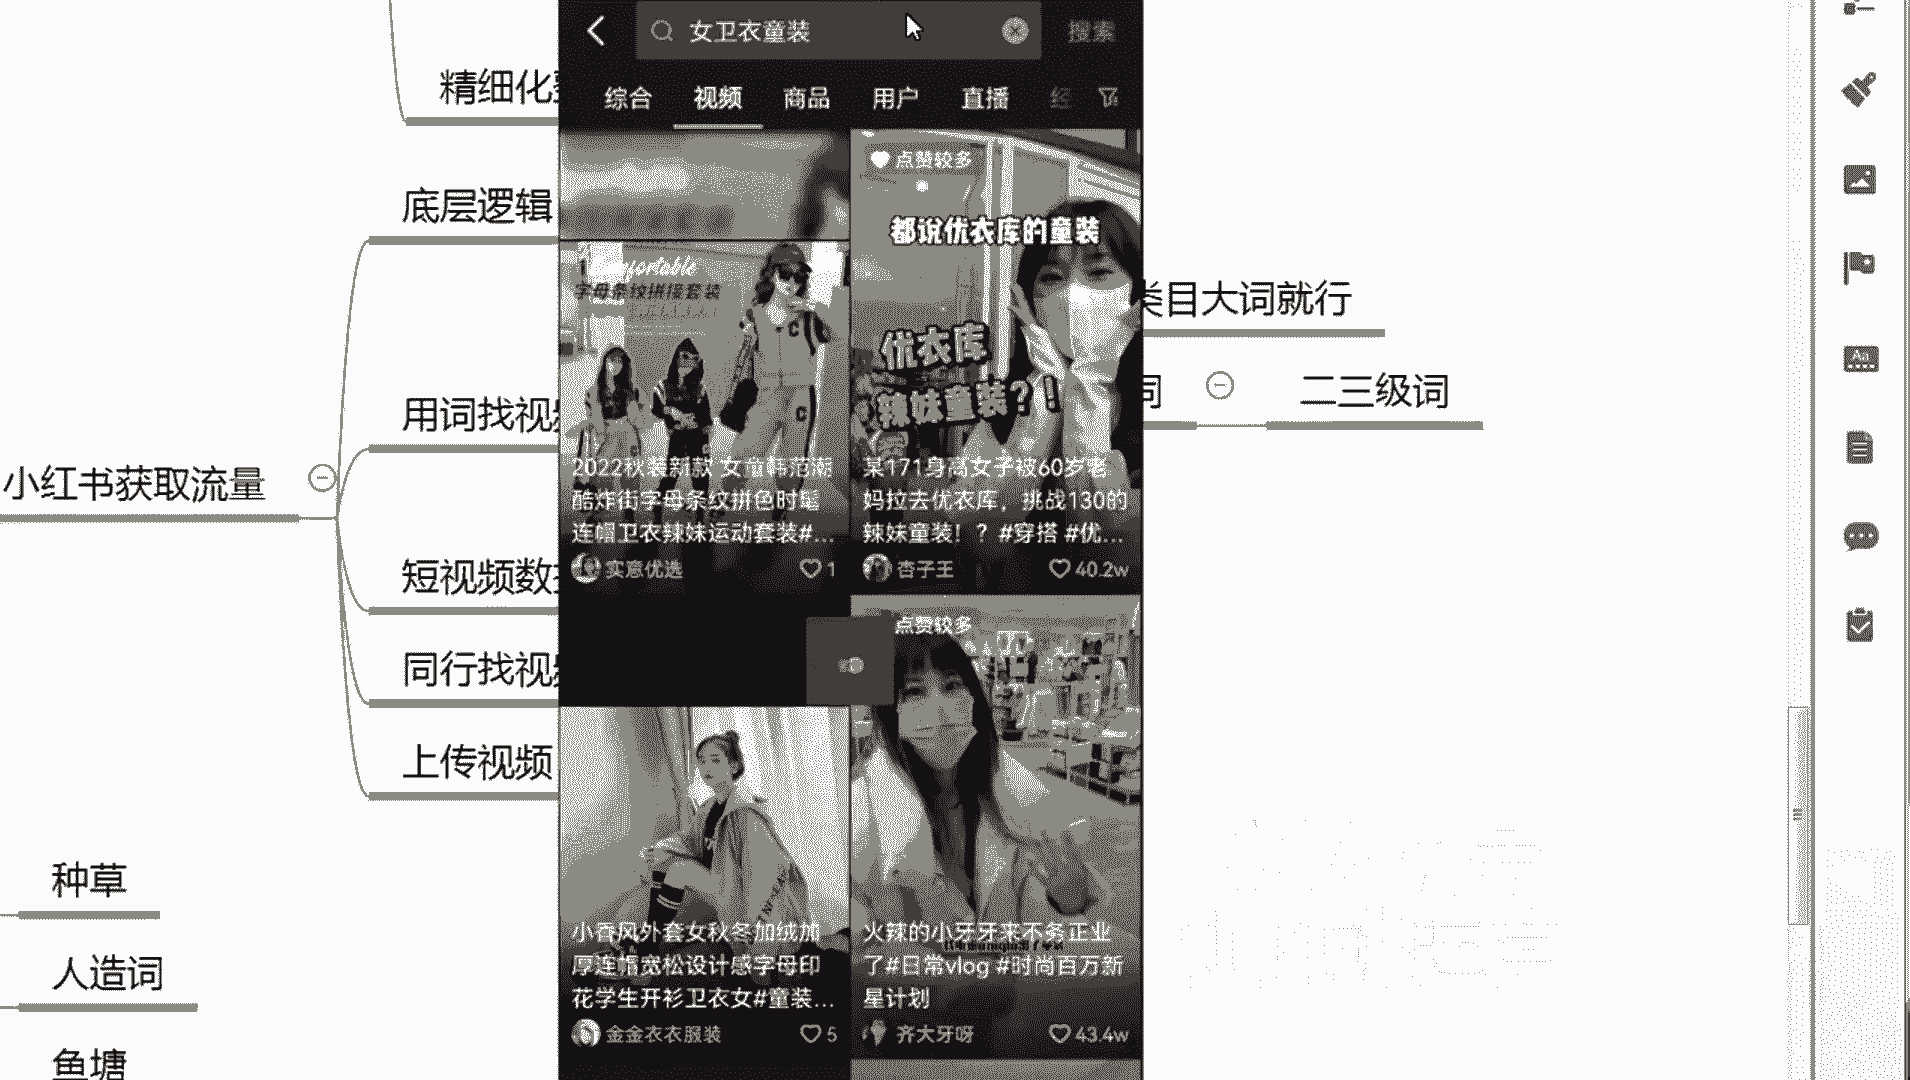 精细化
底层逻辑
用词找视
小红书获取流量
短视频数
同行找视
上传视频
种草
人造词
鱼塘
女卫衣童装
搜索
综合
视频
商品
用户
直播
经
comfortable
字母条纹拼接套装
2022秋装新款 女童韩范潮
酷炸街字母条纹拼色时髦
连帽卫衣辣妹运动套装#...
实意优选
1
点赞较多
都说优衣库的童装
优衣库
辣妹童装？！
某171身高女子被60岁老
妈拉去优衣库，挑战130的
辣妹童装！？#穿搭 #优...
杏子王
40.2w
小香风外套女秋冬加绒加
厚连帽宽松设计感字母印
花学生开衫卫衣女#童装...
金金衣衣服装
5
点赞较多
火辣的小牙牙来不务正业
了#日常vlog #时尚百万新
星计划
齐大牙呀
43.4w
类目大词就行
词
二三级词
Aa